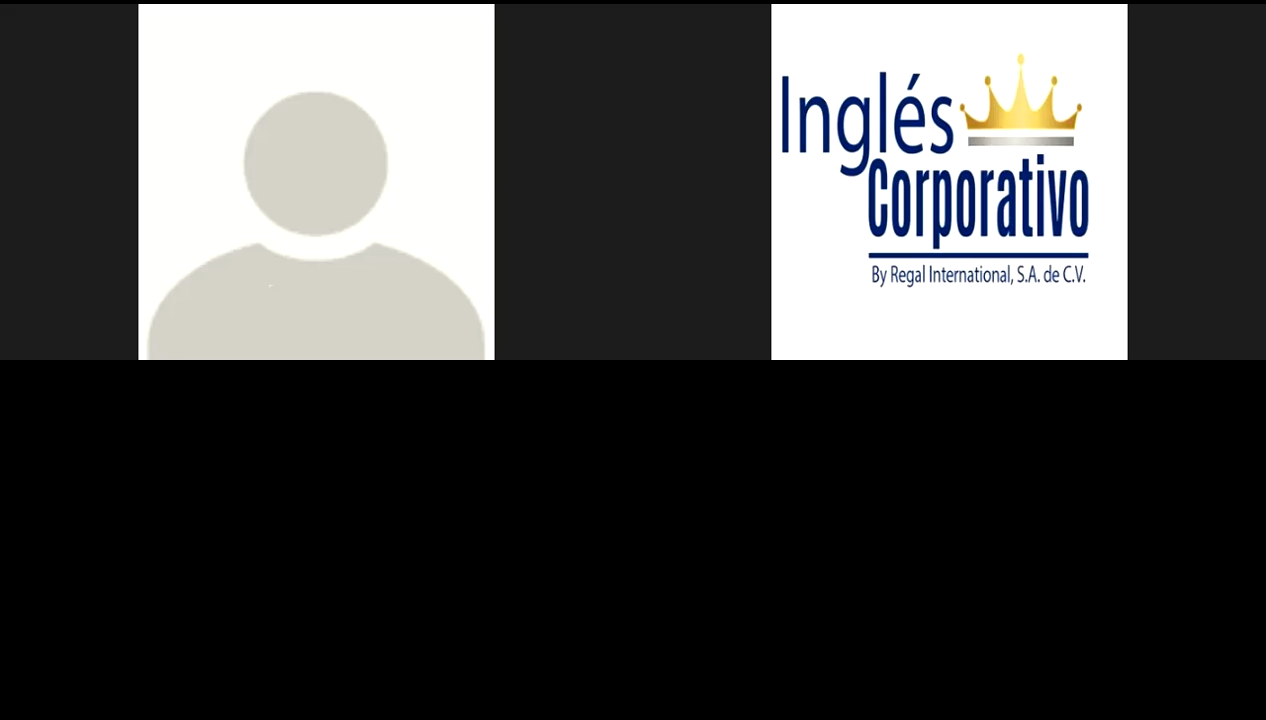 Inglés
Corporativo
By Regal International, S.A. de C.V.